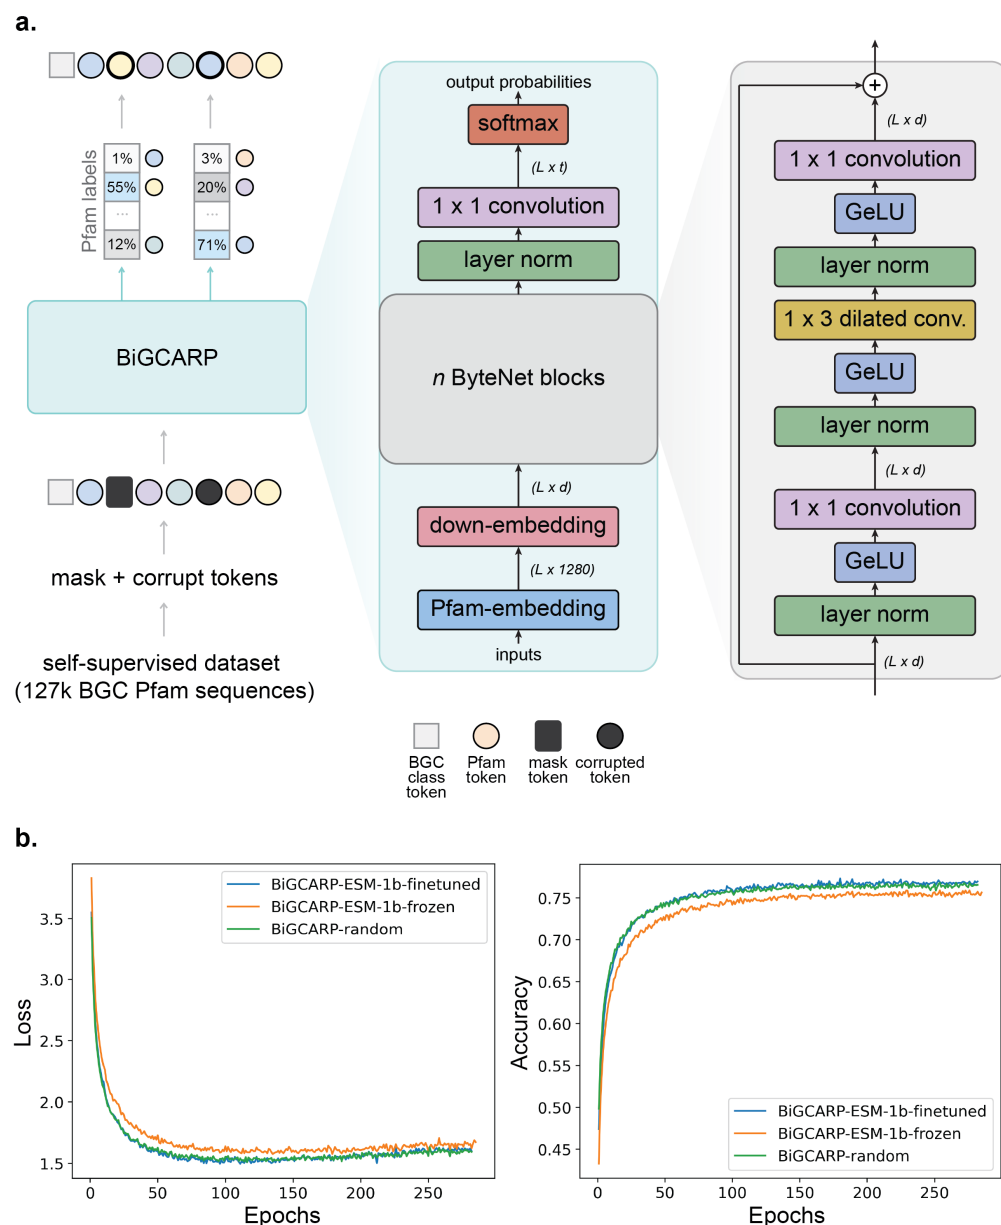 a.
Pfam labels
1%
55%
...
12%
3%
20%
...
71%
BiGCARP
mask + corrupt tokens
self-supervised dataset
(127k BGC Pfam sequences)
output probabilities
softmax
(L x t)
1 x 1 convolution
layer norm
n ByteNet blocks
(L x d)
down-embedding
(L x 1280)
Pfam-embedding
inputs
+
(L x d)
1 x 1 convolution
GeLU
layer norm
1 x 3 dilated conv.
GeLU
layer norm
(L x d)
1 x 1 convolution
GeLU
layer norm
(L x d)
BGC
class
token
Pfam
token
mask
token
corrupted
token
b.
Loss
3.5
3.0
2.5
2.0
1.5
0
50
100
150
200
250
Epochs
BiGCARP-ESM-1b-finetuned
BiGCARP-ESM-1b-frozen
BiGCARP-random
Accuracy
0.75
0.70
0.65
0.60
0.55
0.50
0.45
0
50
100
150
200
250
Epochs
BiGCARP-ESM-1b-finetuned
BiGCARP-ESM-1b-frozen
BiGCARP-random